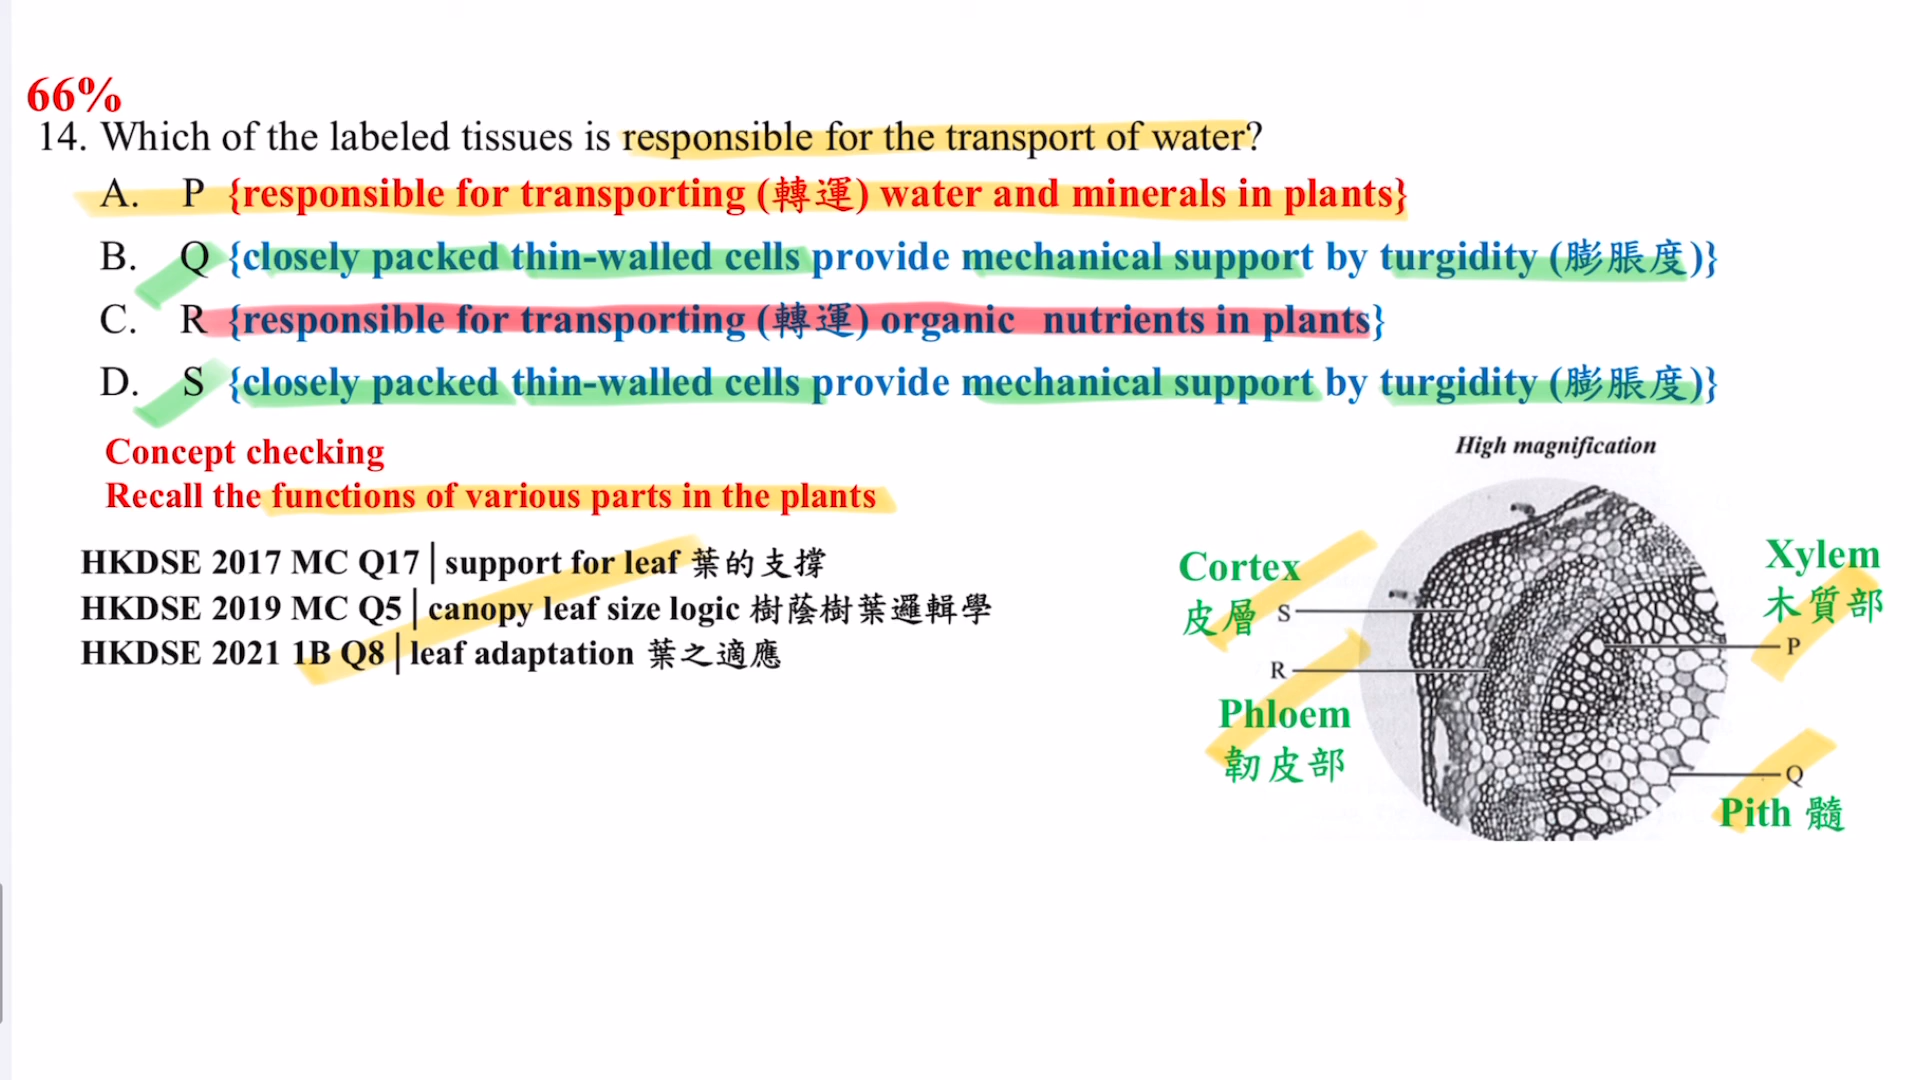 66%
14. Which of the labeled tissues is responsible for the transport of water?
A. P {responsible for transporting (轉運) water and minerals in plants}
B. Q {closely packed thin-walled cells provide mechanical support by turgidity (膨脹度)}
C. R {responsible for transporting (轉運) organic nutrients in plants}
D. S {closely packed thin-walled cells provide mechanical support by turgidity (膨脹度)}
Concept checking
Recall the functions of various parts in the plants
HKDSE 2017 MC Q17│support for leaf 葉的支撐
HKDSE 2019 MC Q5│canopy leaf size logic 樹蔭樹葉邏輯學
HKDSE 2021 1B Q8│leaf adaptation 葉之適應
High magnification
Cortex
皮層
S
R
Phloem
韌皮部
Xylem
木質部
P
Q
Pith 髓